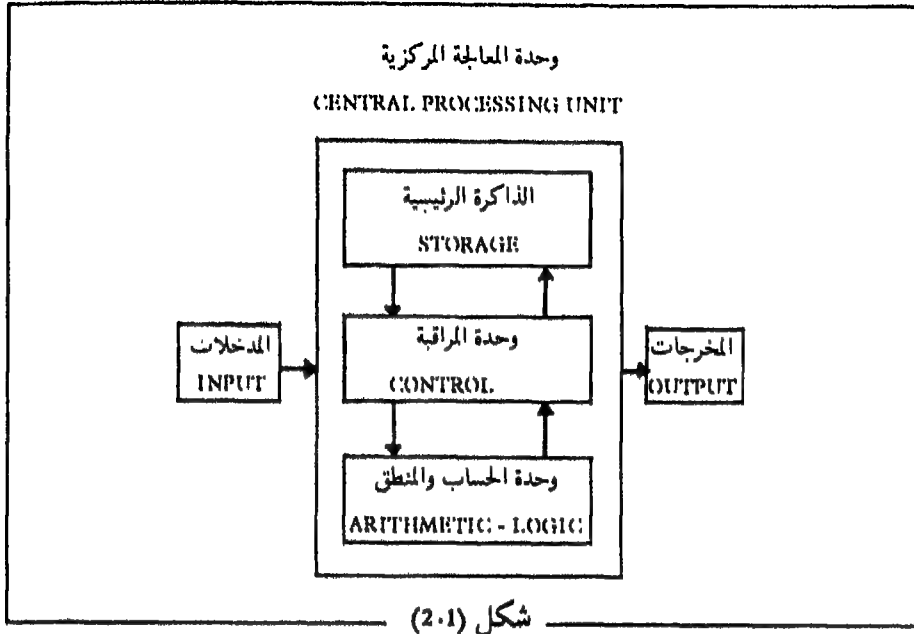 وحدة المعالجة المركزية
CENTRAL PROCESSING UNIT
الذاكرة الرئيسية
STORAGE
المدخلات
INPUT
وحدة المراقبة
CONTROL
المخرجات
OUTPUT
وحدة الحساب والمنطق
ARITHMETIC - LOGIC
شكل (2.1)